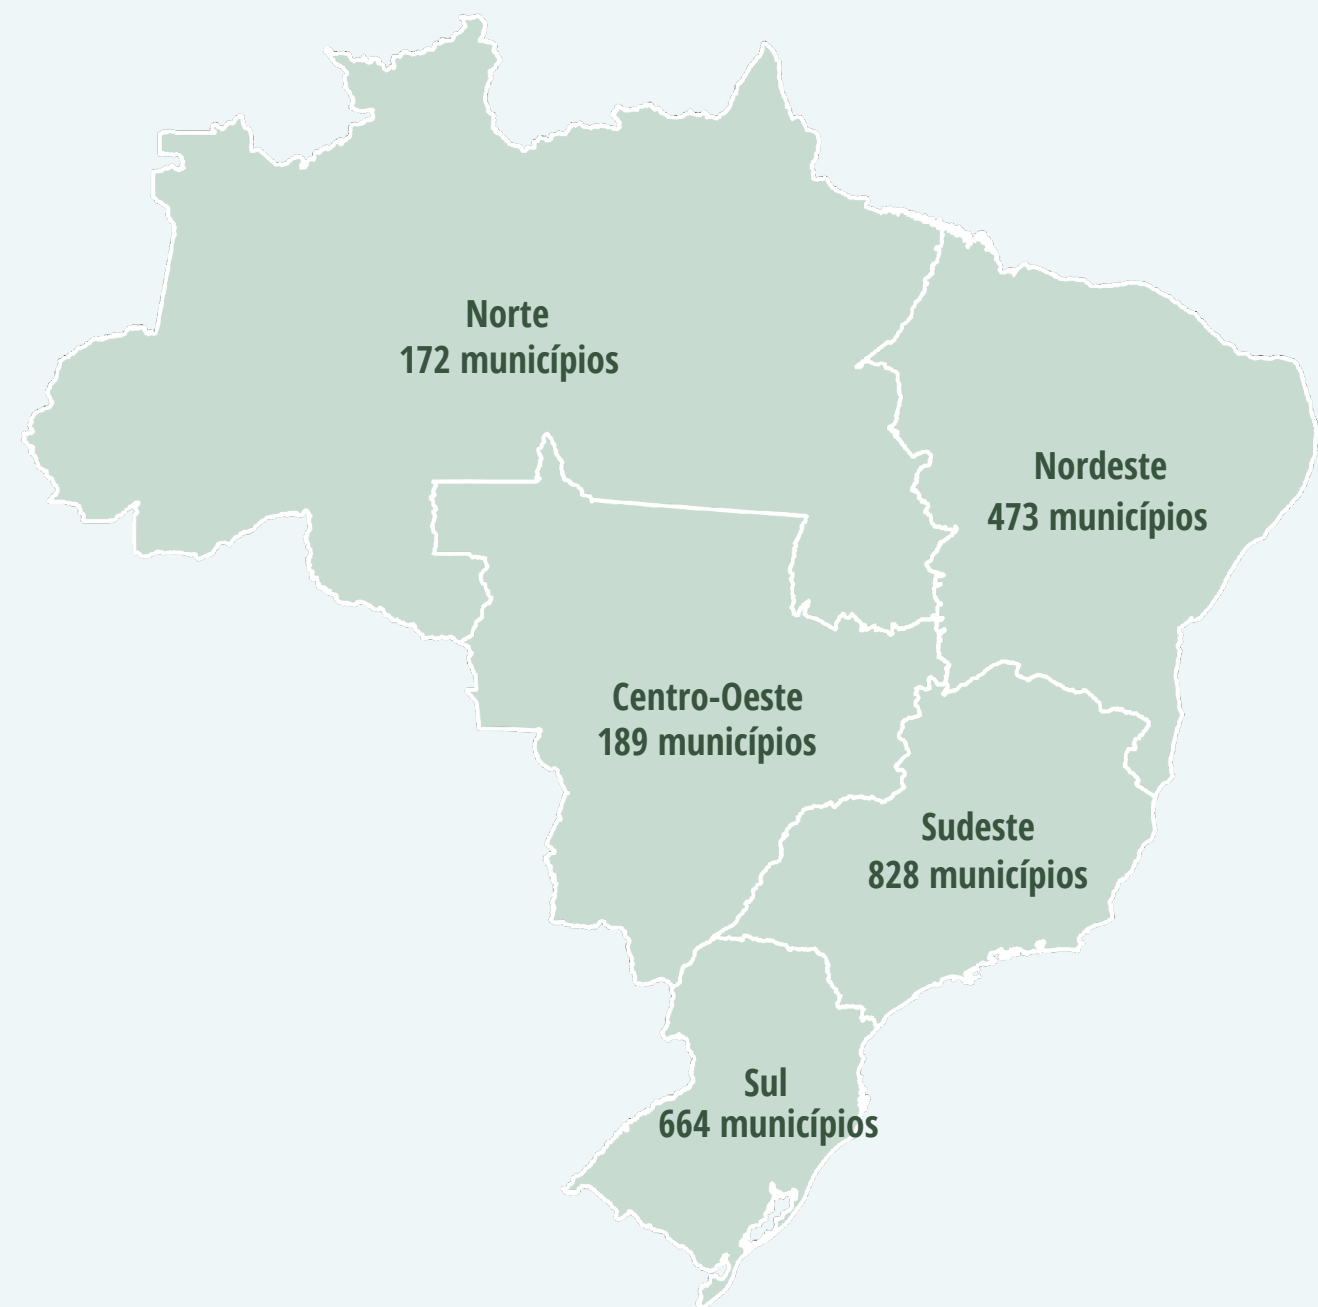 Norte
172 municípios
Nordeste
473 municípios
Centro-Oeste
189 municípios
Sudeste
828 municípios
Sul
664 municípios